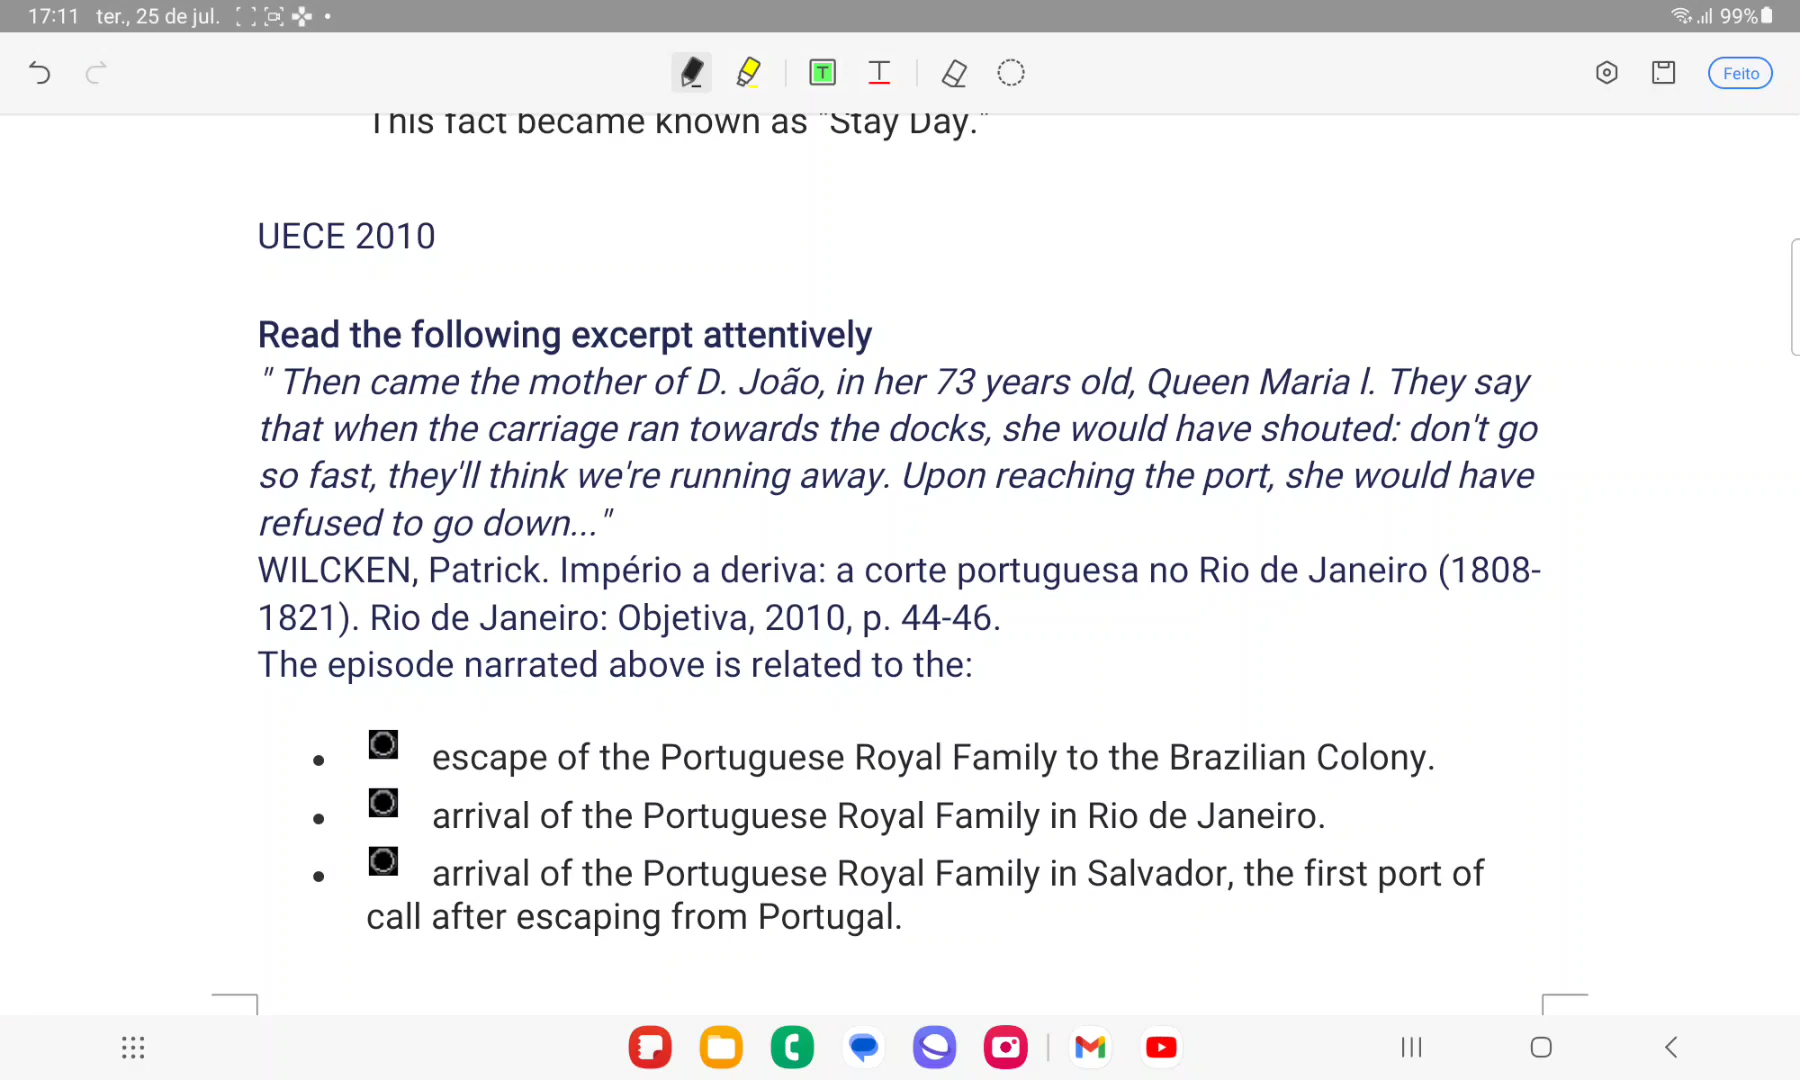 17:11 ter., 25 de jul.
99%
T
T
Feito
This fact became known as "Stay Day."
UECE 2010
Read the following excerpt attentively
" Then came the mother of D. João, in her 73 years old, Queen Maria l. They say
that when the carriage ran towards the docks, she would have shouted: don't go
so fast, they'll think we're running away. Upon reaching the port, she would have
refused to go down..."
WILCKEN, Patrick. Império a deriva: a corte portuguesa no Rio de Janeiro (1808-
1821). Rio de Janeiro: Objetiva, 2010, p. 44-46.
The episode narrated above is related to the:
escape of the Portuguese Royal Family to the Brazilian Colony.
arrival of the Portuguese Royal Family in Rio de Janeiro.
arrival of the Portuguese Royal Family in Salvador, the first port of
call after escaping from Portugal.